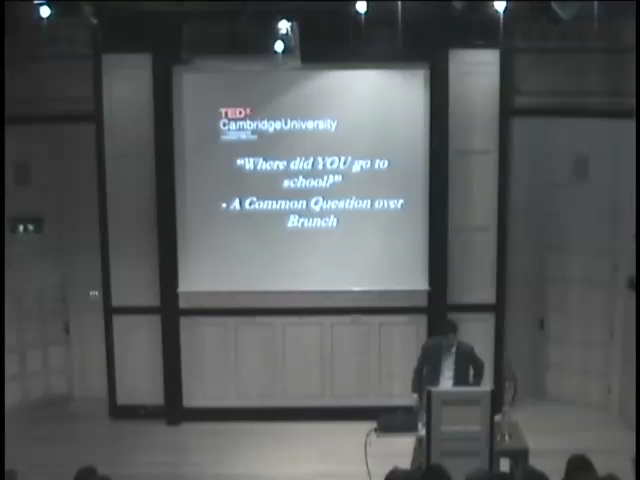 TEDx
CambridgeUniversity
"Where did YOU go to
school?"
- A Common Question over
Brunch